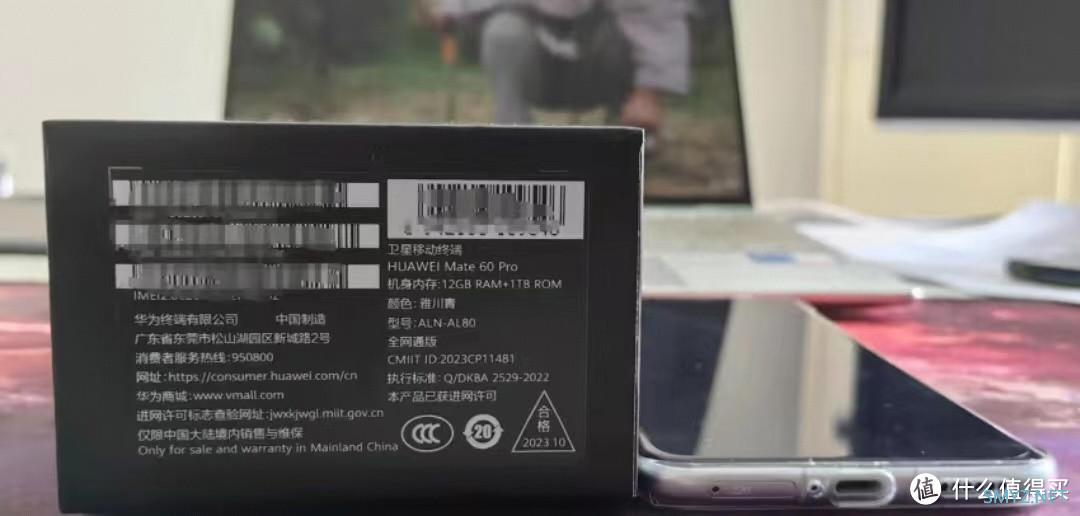 华为终端有限公司 中国制造
广东省东莞市松山湖园区新城路2号
消费者服务热线:950800
网址:https://consumer.huawei.com/cn
华为商城:www.vmall.com
进网许可标志查验网址:jwxkjwgl.miit.gov.cn
仅限中国大陆境内销售与维保
Only for sale and warranty in Mainland China
卫星移动终端
HUAWEI Mate 60 Pro
机身内存:12GB RAM+1TB ROM
颜色: 雅川青
型号:ALN-AL80
全网通版
CMIIT ID:2023CP11481
执行标准: Q/DKBA 2529-2022
本产品已获进网许可
CCC
20
合格
2023 10
值 什么值得买